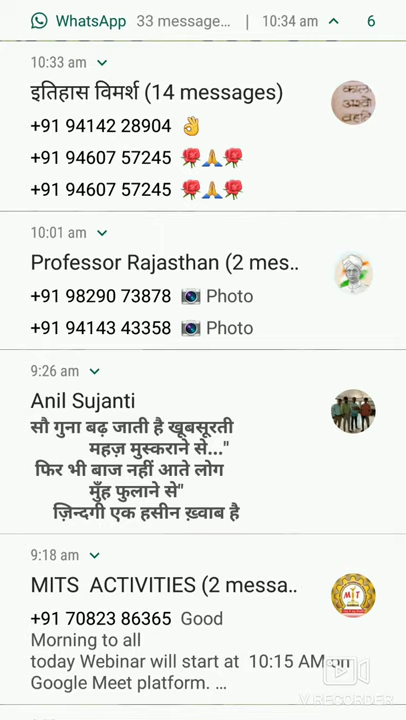 WhatsApp 33 message... | 10:34 am 6
10:33 am
इतिहास विमर्श (14 messages)
+91 94142 28904 👌
+91 94607 57245 🌹🙏🌹
+91 94607 57245 🌹🙏🌹
10:01 am
Professor Rajasthan (2 mes..
+91 98290 73878 📷 Photo
+91 94143 43358 📷 Photo
9:26 am
Anil Sujanti
सौ गुना बढ़ जाती है खूबसूरती
महज़ मुस्कराने से..."
फिर भी बाज नहीं आते लोग
मुँह फुलाने से"
ज़िन्दगी एक हसीन ख़्वाब है
9:18 am
MITS ACTIVITIES (2 messa..
+91 70823 86365 Good
Morning to all
today Webinar will start at 10:15 AM on
Google Meet platform. ...
V RECORDER